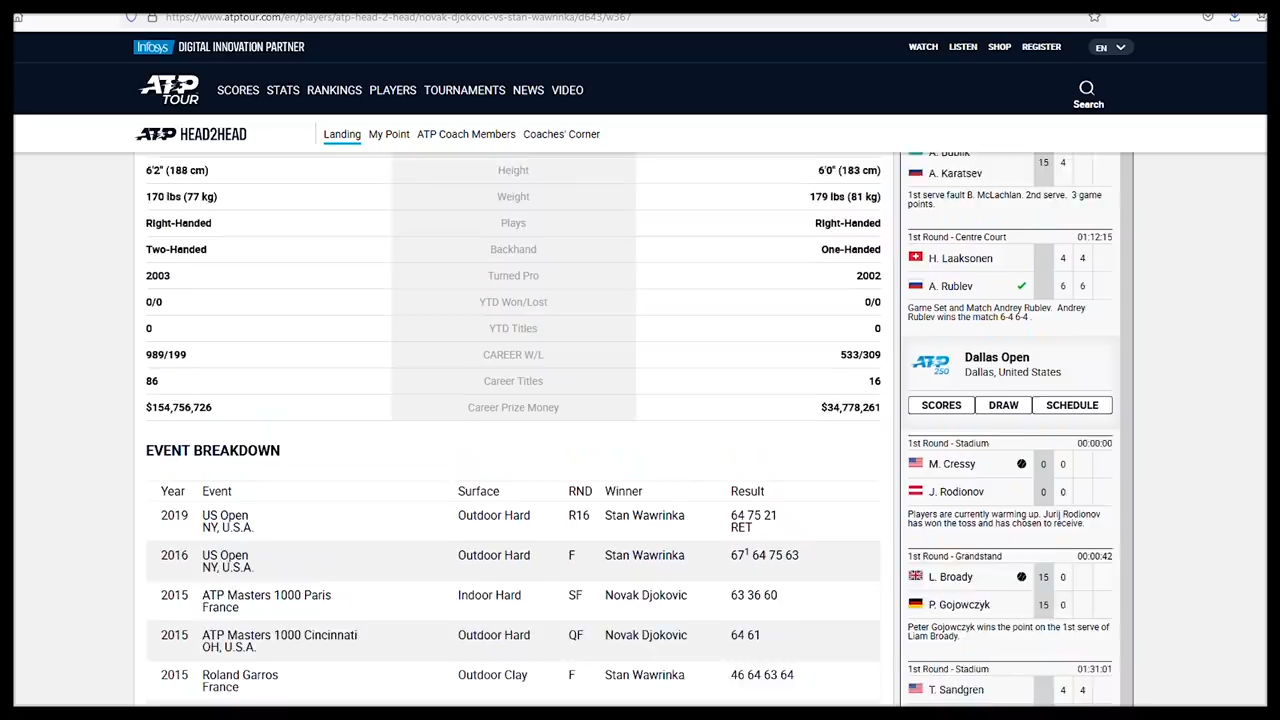 https://www.atptour.com/en/players/atp-head-2-head/novak-djokovic-vs-stan-wawrinka/d643/w367
Infosys DIGITAL INNOVATION PARTNER
WATCH LISTEN SHOP REGISTER EN
ATP TOUR SCORES STATS RANKINGS PLAYERS TOURNAMENTS NEWS VIDEO
Search
ATP HEAD2HEAD Landing My Point ATP Coach Members Coaches' Corner
6'2" (188 cm) Height 6'0" (183 cm)
170 lbs (77 kg) Weight 179 lbs (81 kg)
Right-Handed Plays Right-Handed
Two-Handed Backhand One-Handed
2003 Turned Pro 2002
0/0 YTD Won/Lost 0/0
0 YTD Titles 0
989/199 CAREER W/L 533/309
86 Career Titles 16
$154,756,726 Career Prize Money $34,778,261
EVENT BREAKDOWN
Year Event Surface RND Winner Result
2019 US Open Outdoor Hard R16 Stan Wawrinka 64 75 21
NY, U.S.A. RET
2016 US Open Outdoor Hard F Stan Wawrinka 67¹ 64 75 63
NY, U.S.A.
2015 ATP Masters 1000 Paris Indoor Hard SF Novak Djokovic 63 36 60
France
2015 ATP Masters 1000 Cincinnati Outdoor Hard QF Novak Djokovic 64 61
OH, U.S.A.
2015 Roland Garros Outdoor Clay F Stan Wawrinka 46 64 63 64
France
A. Bublik
15 4
A. Karatsev
1st serve fault B. McLachlan. 2nd serve. 3 game
points.
1st Round - Centre Court 01:12:15
H. Laaksonen 4 4
A. Rublev 6 6
Game Set and Match Andrey Rublev. Andrey
Rublev wins the match 6-4 6-4 .
ATP 250 Dallas Open
Dallas, United States
SCORES DRAW SCHEDULE
1st Round - Stadium 00:00:00
M. Cressy 0 0
J. Rodionov 0 0
Players are currently warming up. Jurij Rodionov
has won the toss and has chosen to receive.
1st Round - Grandstand 00:00:42
L. Broady 15 0
P. Gojowczyk 15 0
Peter Gojowczyk wins the point on the 1st serve of
Liam Broady.
1st Round - Stadium 01:31:01
T. Sandgren 4 4